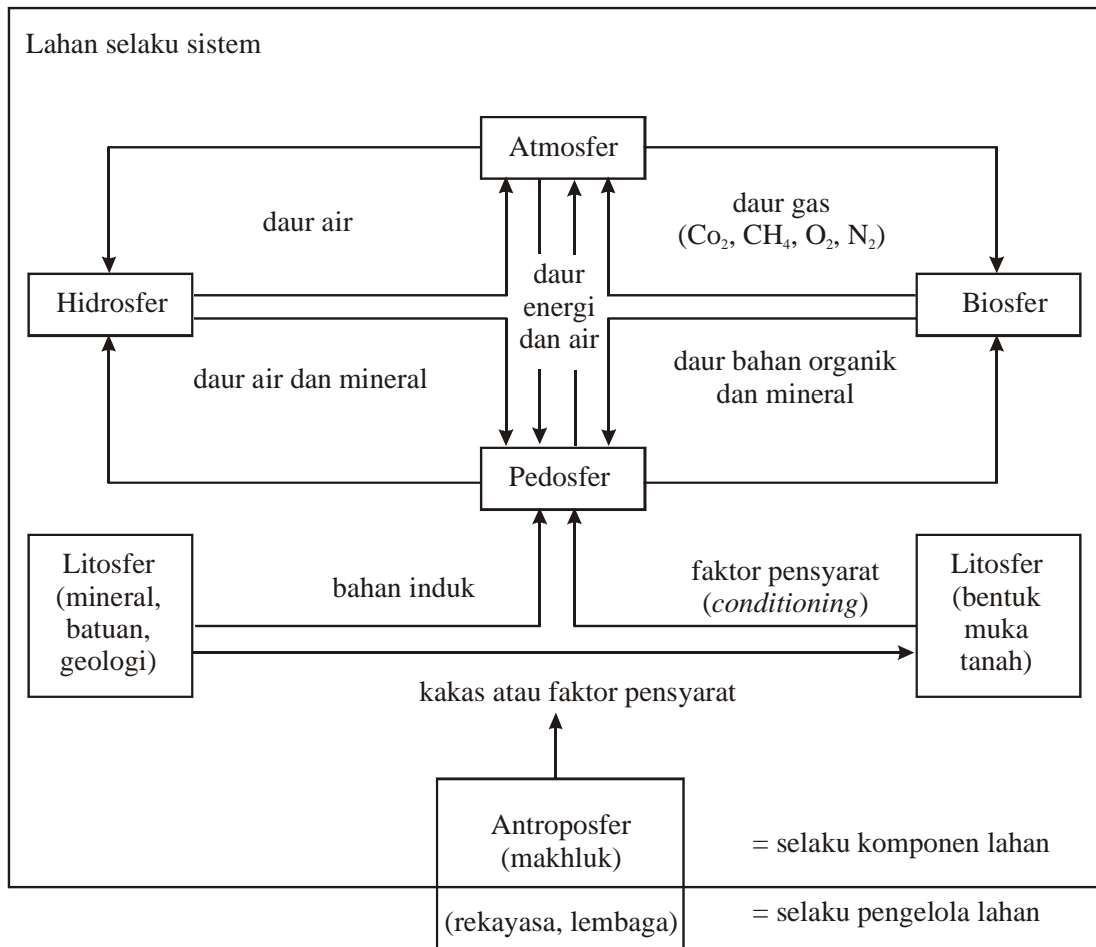 Lahan selaku sistem
Atmosfer
daur air
daur gas
(Co₂, CH₄, O₂, N₂)
Hidrosfer
daur
energi
dan air
Biosfer
daur air dan mineral
daur bahan organik
dan mineral
Pedosfer
Litosfer
(mineral,
batuan,
geologi)
bahan induk
faktor pensyarat
(conditioning)
Litosfer
(bentuk
muka
tanah)
kakas atau faktor pensyarat
Antroposfer
(makhluk)
= selaku komponen lahan
(rekayasa, lembaga)
= selaku pengelola lahan